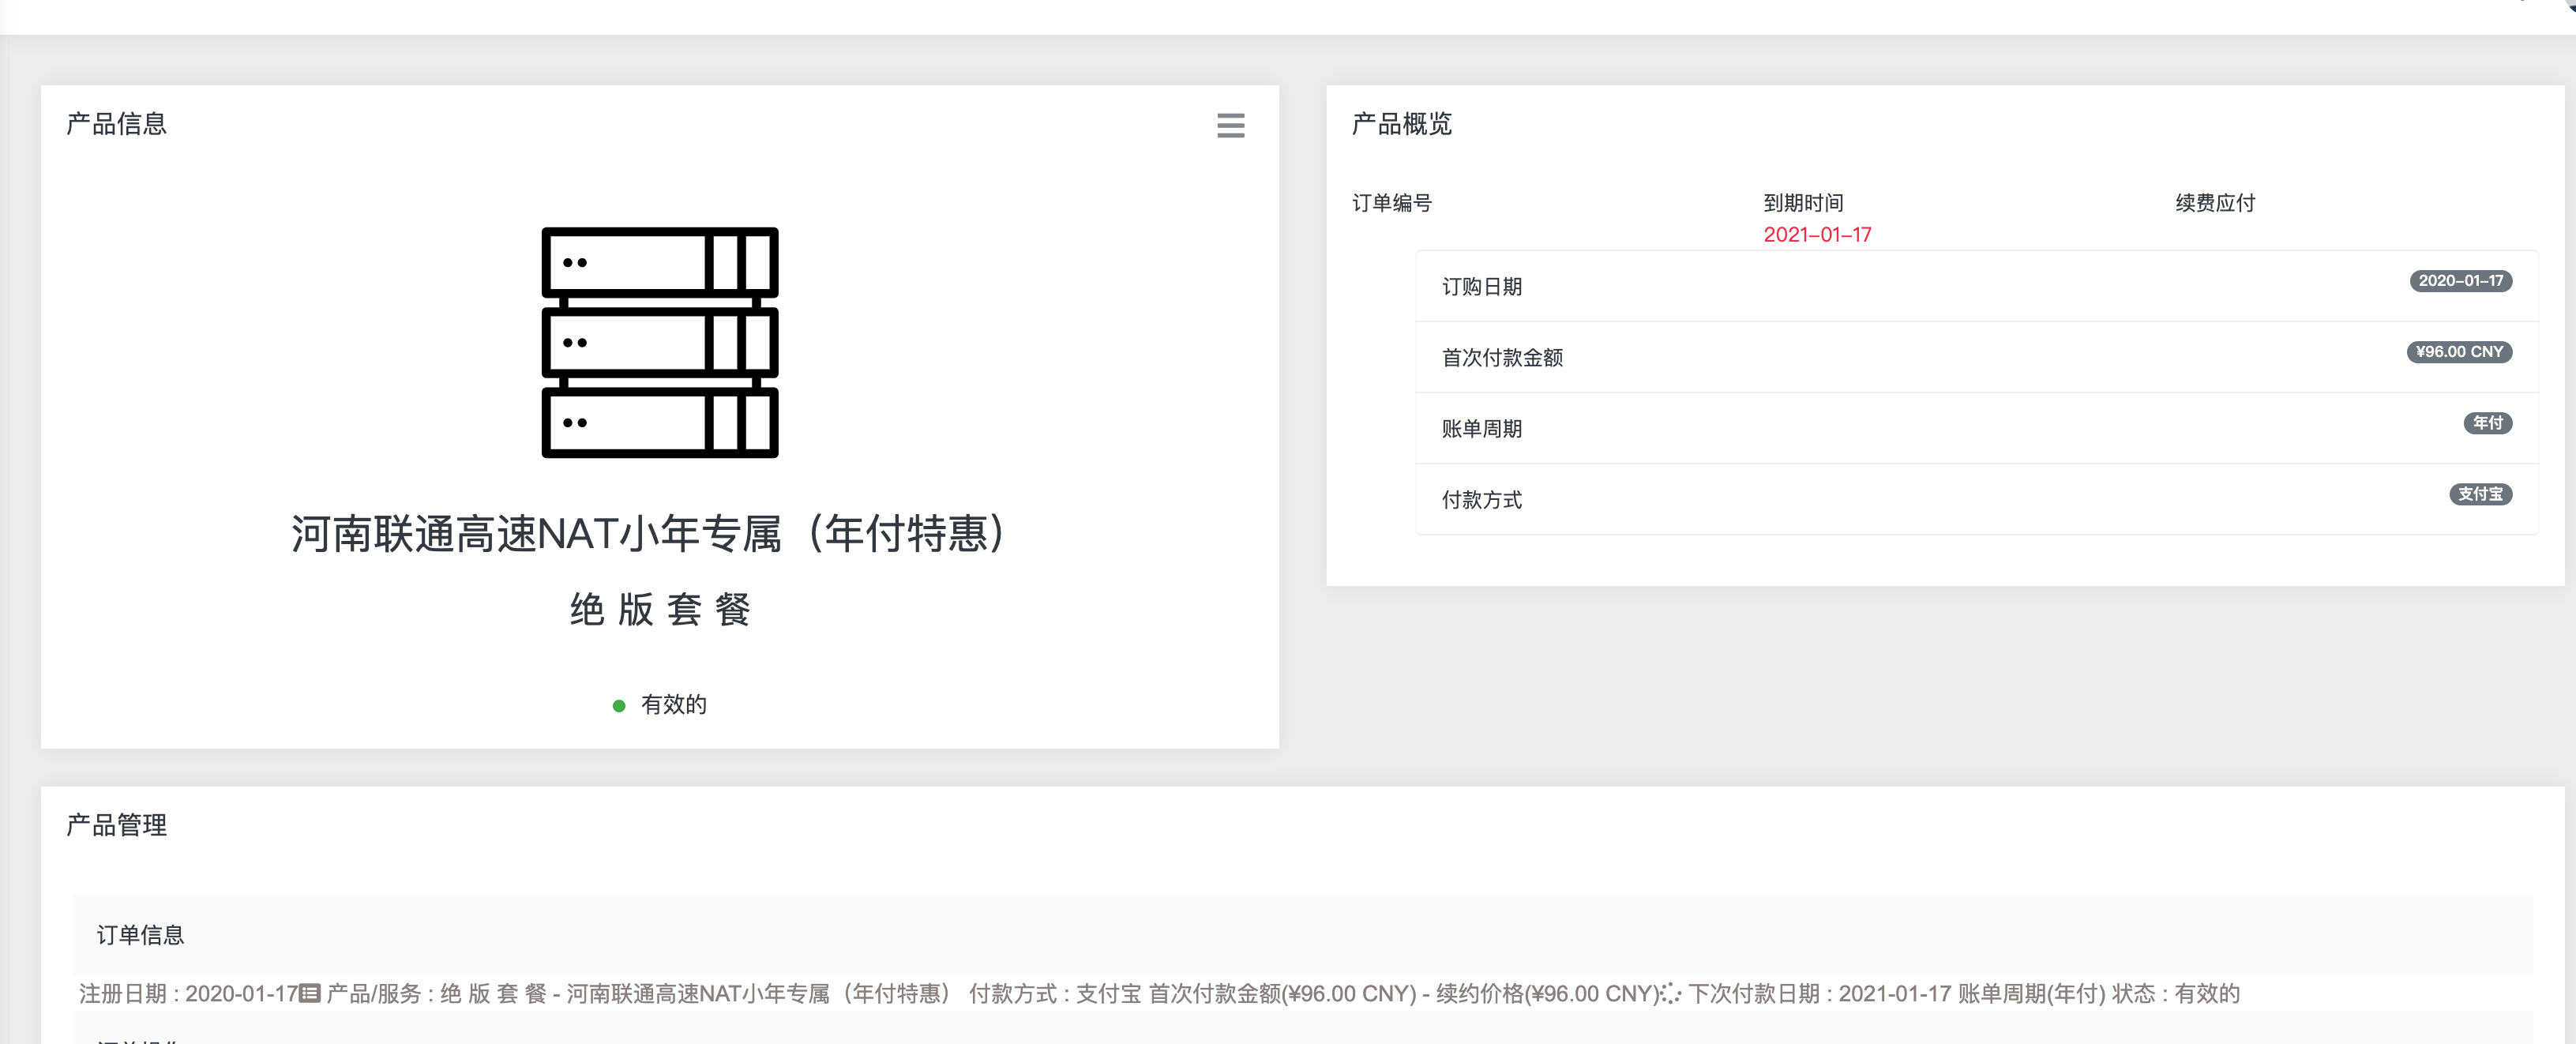 产品信息
河南联通高速NAT小年专属（年付特惠）
绝 版 套 餐
有效的
产品概览
订单编号
到期时间
2021-01-17
续费应付
订购日期
2020-01-17
首次付款金额
¥96.00 CNY
账单周期
年付
付款方式
支付宝
产品管理
订单信息
注册日期 : 2020-01-17 产品/服务 : 绝 版 套 餐 - 河南联通高速NAT小年专属（年付特惠） 付款方式 : 支付宝 首次付款金额(¥96.00 CNY) - 续约价格(¥96.00 CNY) 下次付款日期 : 2021-01-17 账单周期(年付) 状态 : 有效的